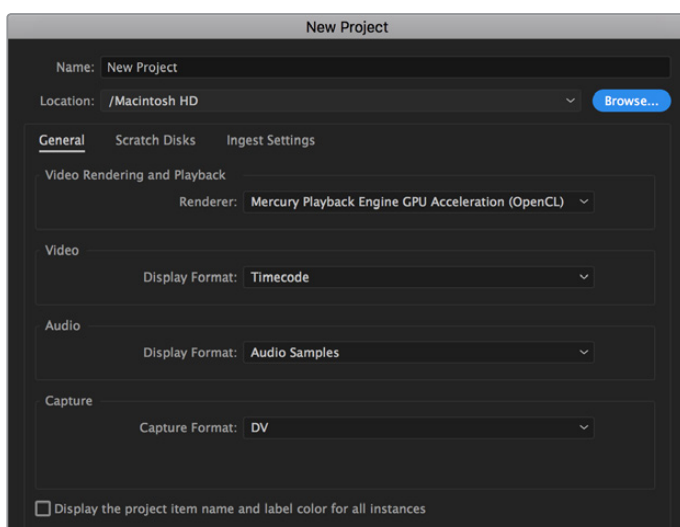 New Project
Name: New Project
Location: /Macintosh HD Browse...
General Scratch Disks Ingest Settings
Video Rendering and Playback
Renderer: Mercury Playback Engine GPU Acceleration (OpenCL)
Video
Display Format: Timecode
Audio
Display Format: Audio Samples
Capture
Capture Format: DV
Display the project item name and label color for all instances